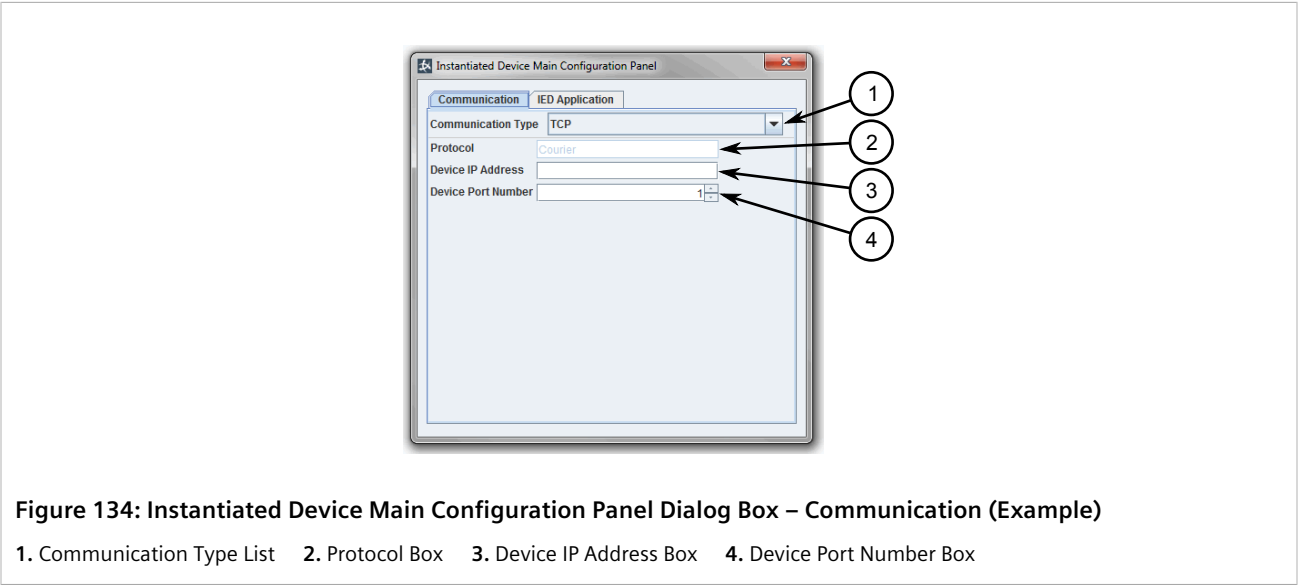 Instantiated Device Main Configuration Panel
Communication IED Application
Communication Type TCP
Protocol Courier
Device IP Address
Device Port Number 1
1
2
3
4
Figure 134: Instantiated Device Main Configuration Panel Dialog Box – Communication (Example)
1. Communication Type List 2. Protocol Box 3. Device IP Address Box 4. Device Port Number Box